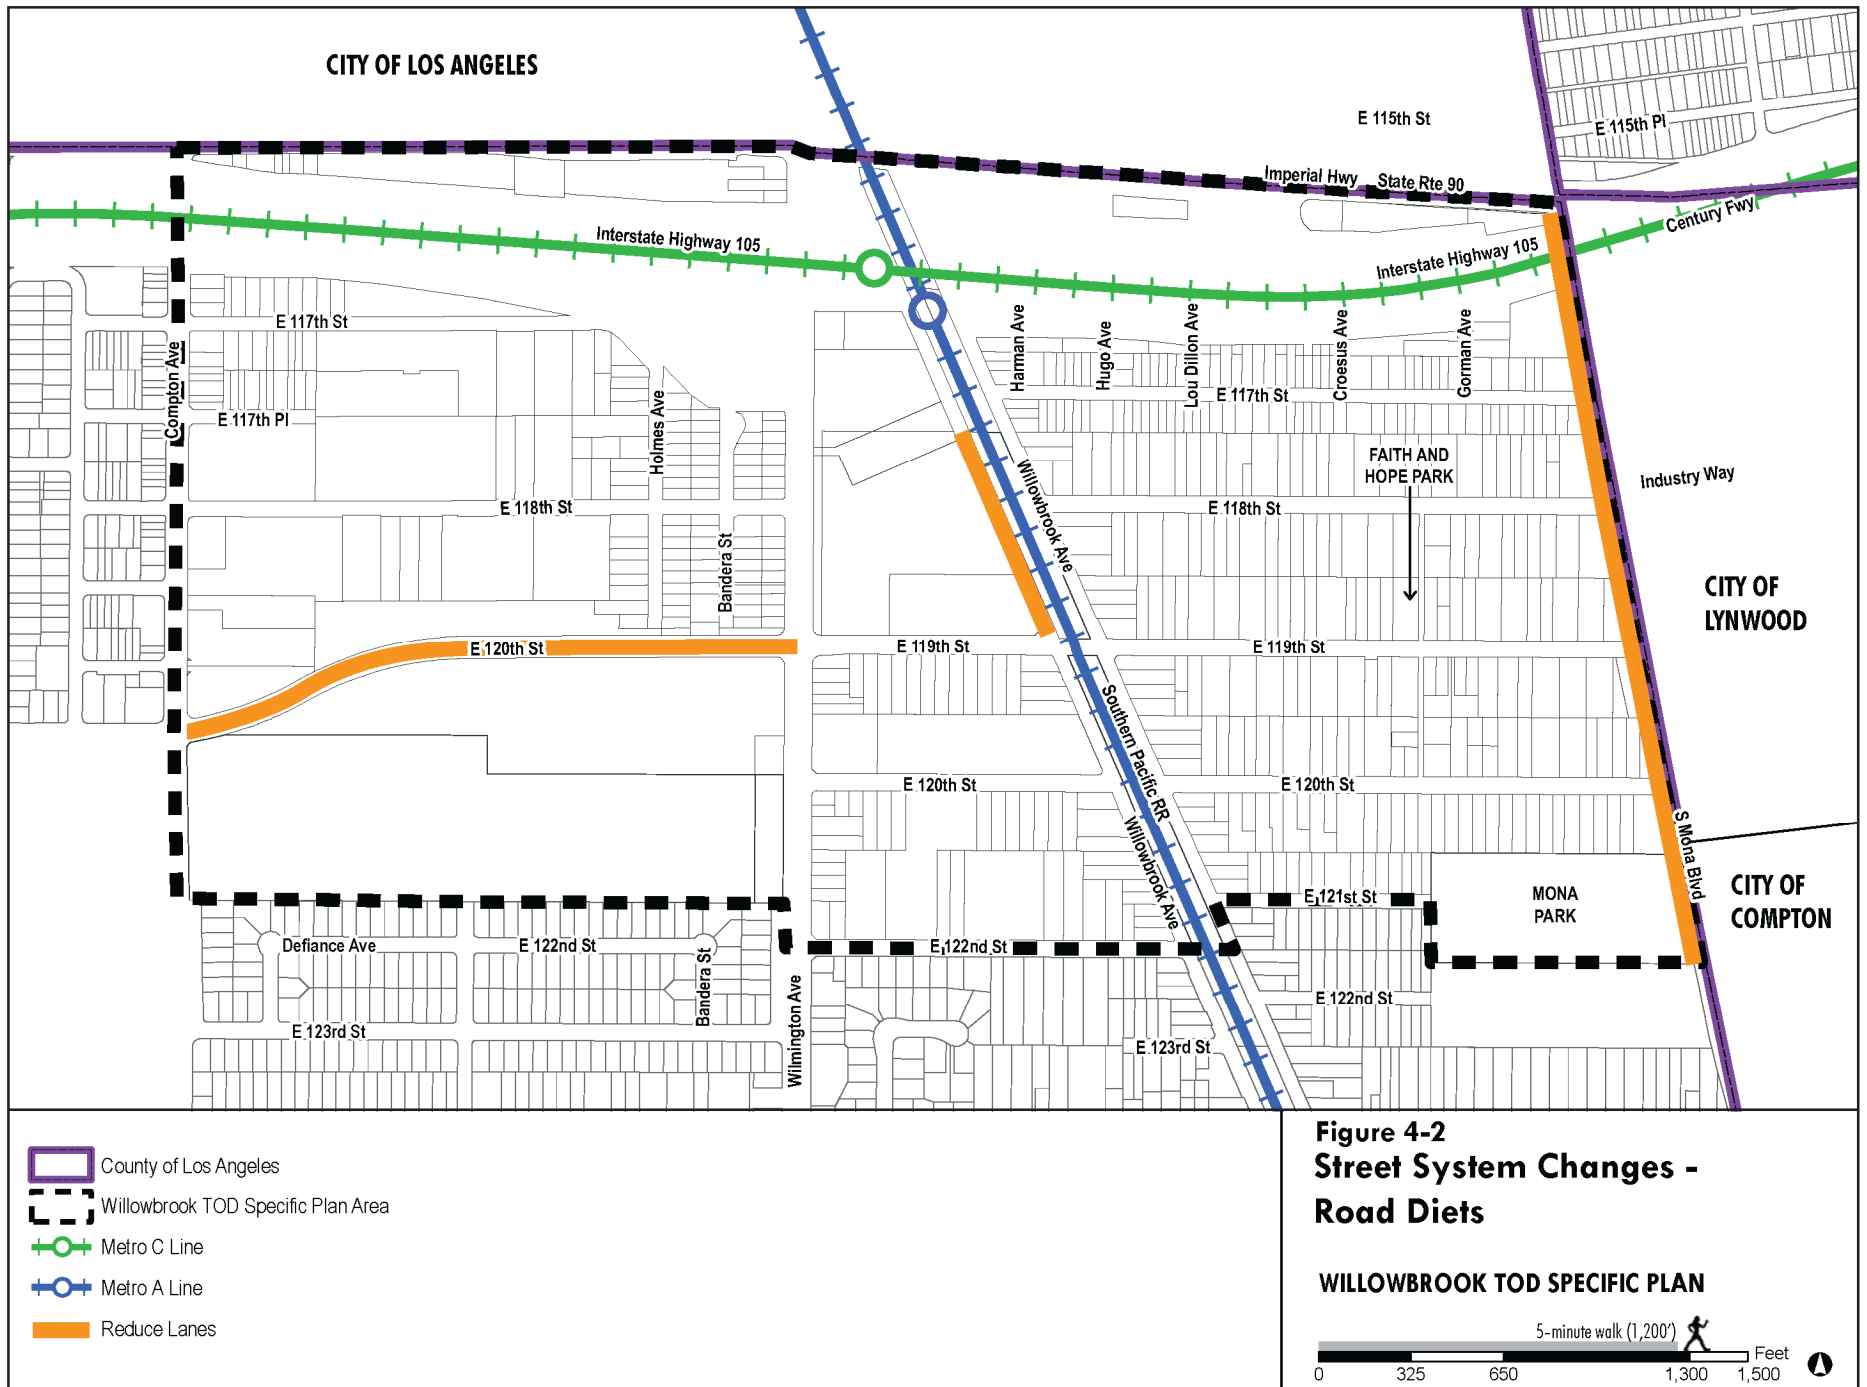 CITY OF LOS ANGELES
E 115th St
E 115th Pl
Imperial Hwy
State Rte 90
Century Fwy
Interstate Highway 105
Interstate Highway 105
E 117th St
Compton Ave
E 117th Pl
Holmes Ave
Harman Ave
Hugo Ave
Lou Dillon Ave
Croesus Ave
Gorman Ave
E 117th St
FAITH AND
HOPE PARK
Industry Way
Willowbrook Ave
E 118th St
E 118th St
Bandera St
CITY OF
LYNWOOD
E 120th St
E 119th St
E 119th St
Southern Pacific RR
E 120th St
E 120th St
Willowbrook Ave
S Mona Blvd
E 121st St
MONA
PARK
CITY OF
COMPTON
Defiance Ave
E 122nd St
E 122nd St
Bandera St
Wilmington Ave
E 122nd St
E 123rd St
E 123rd St
County of Los Angeles
Willowbrook TOD Specific Plan Area
Metro C Line
Metro A Line
Reduce Lanes
Figure 4-2
Street System Changes -
Road Diets
WILLOWBROOK TOD SPECIFIC PLAN
5-minute walk (1,200')
Feet
0 325 650 1,300 1,500